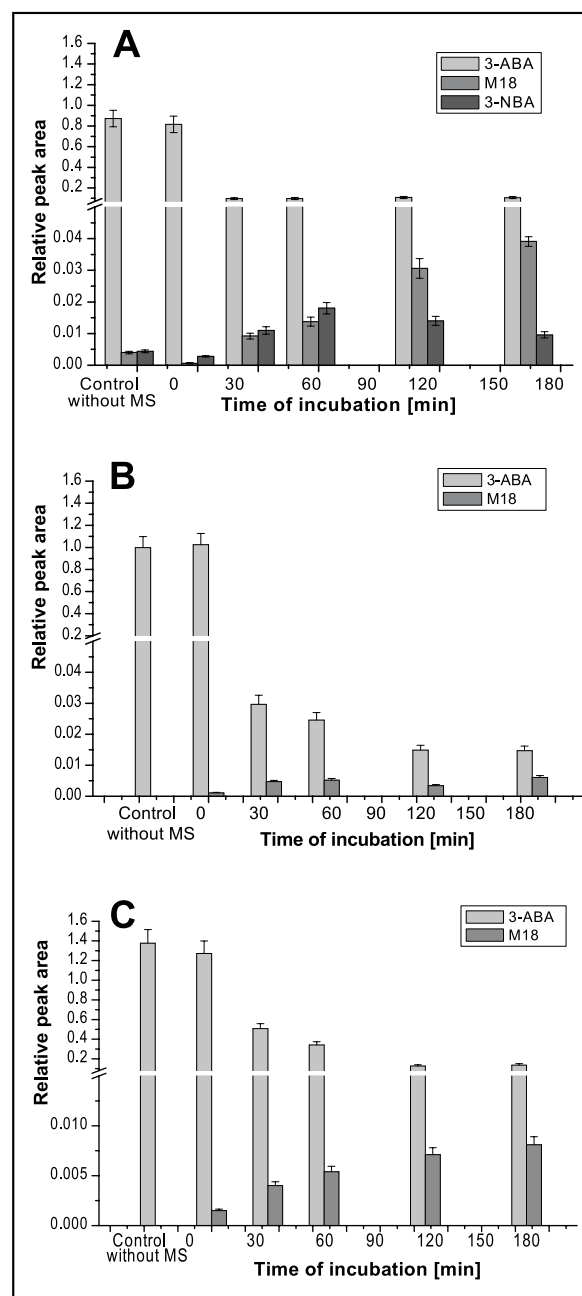 A
3-ABA
M18
3-NBA
Relative peak area
1.6
1.4
1.2
1.0
0.8
0.6
0.4
0.2
0.04
0.03
0.02
0.01
0.00
Control 0 30 60 90 120 150 180
without MS
Time of incubation [min]
B
3-ABA
M18
Relative peak area
1.6
1.4
1.2
1.0
0.8
0.6
0.4
0.2
0.04
0.03
0.02
0.01
0.00
Control 0 30 60 90 120 150 180
without MS
Time of incubation [min]
C
3-ABA
M18
Relative peak area
1.6
1.4
1.2
1.0
0.8
0.6
0.4
0.2
0.010
0.005
0.000
Control 0 30 60 90 120 150 180
without MS
Time of incubation [min]